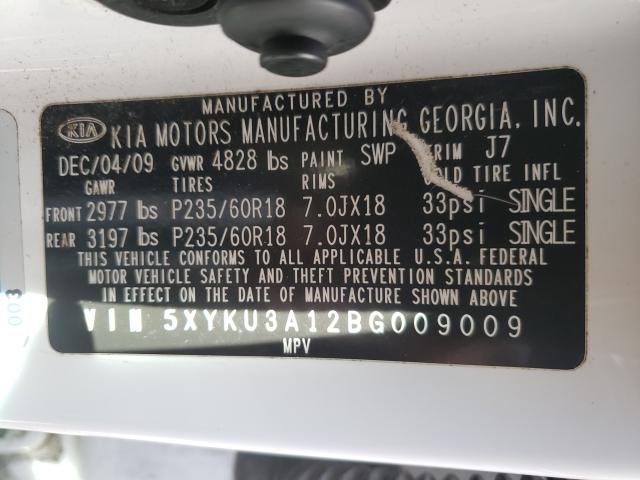 MANUFACTURED BY
KIA KIA MOTORS MANUFACTURING GEORGIA, INC.
DEC/04/09 GVWR 4828 lbs PAINT SWP TRIM J7
GAWR TIRES RIMS COLD TIRE INFL
FRONT 2977 lbs P235/60R18 7.0JX18 33psi SINGLE
REAR 3197 lbs P235/60R18 7.0JX18 33psi SINGLE
THIS VEHICLE CONFORMS TO ALL APPLICABLE U.S.A. FEDERAL
MOTOR VEHICLE SAFETY AND THEFT PREVENTION STANDARDS
IN EFFECT ON THE DATE OF MANUFACTURE SHOWN ABOVE
VIN 5XYKU3A12BG009009
MPV
003